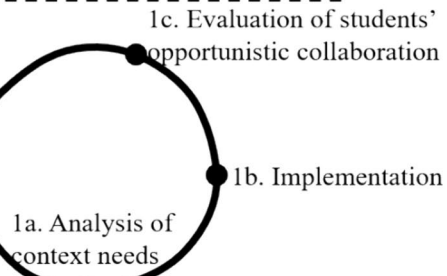 1c. Evaluation of students’
opportunistic collaboration
1b. Implementation
1a. Analysis of
context needs